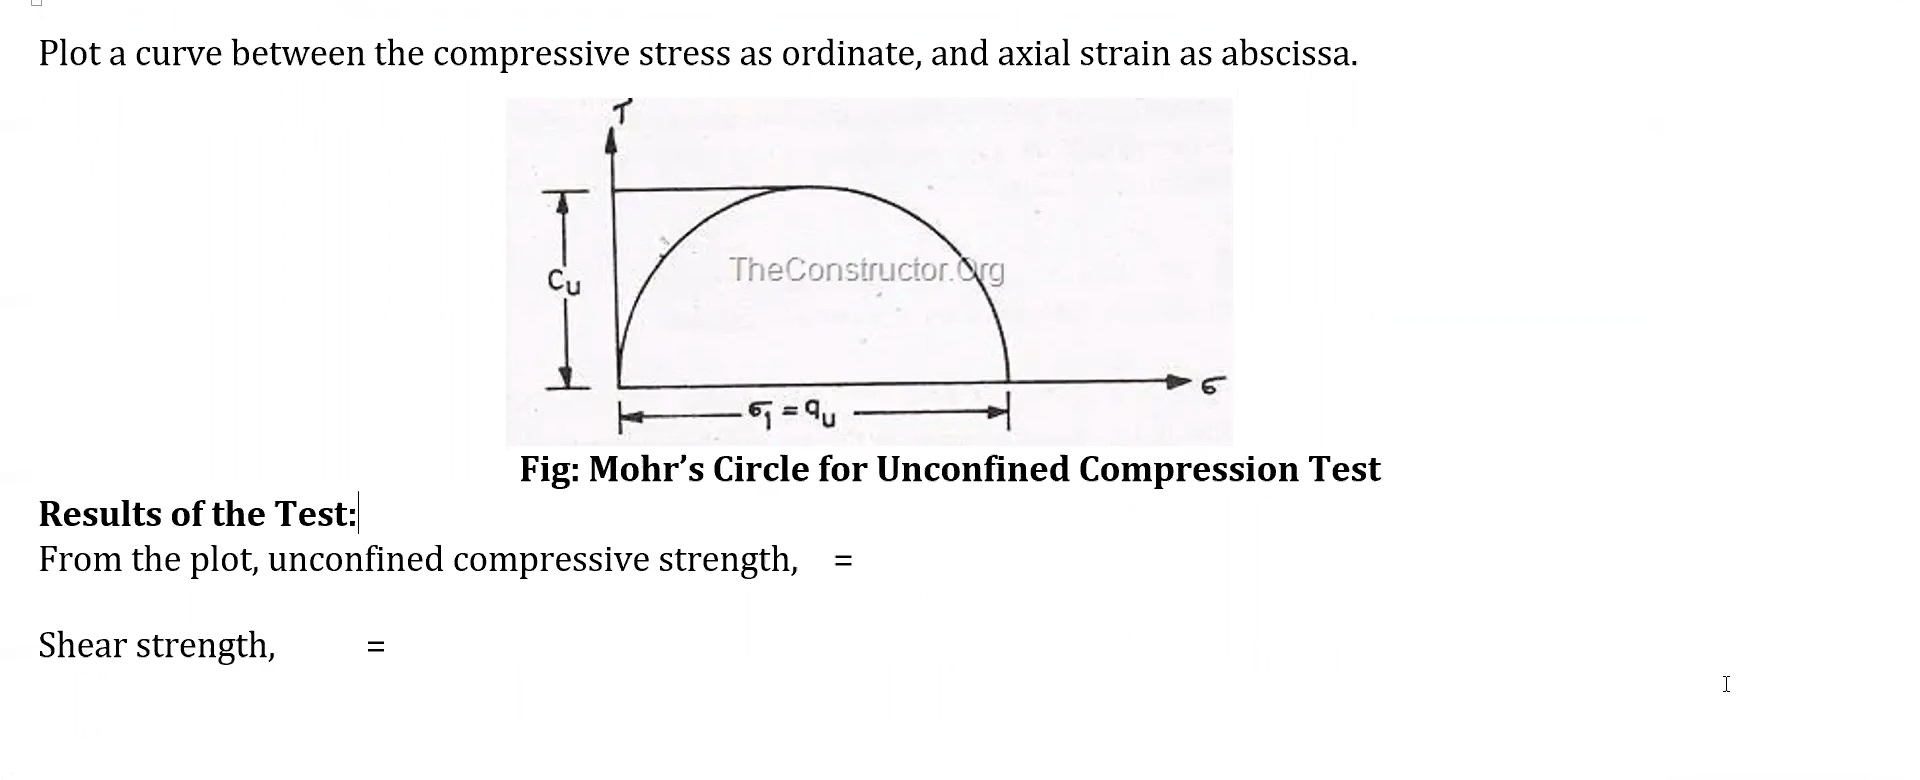 Plot a curve between the compressive stress as ordinate, and axial strain as abscissa.
τ
Cu
TheConstructor.Org
σ
σ1 = qu
Fig: Mohr’s Circle for Unconfined Compression Test
Results of the Test:
From the plot, unconfined compressive strength, =
Shear strength, =